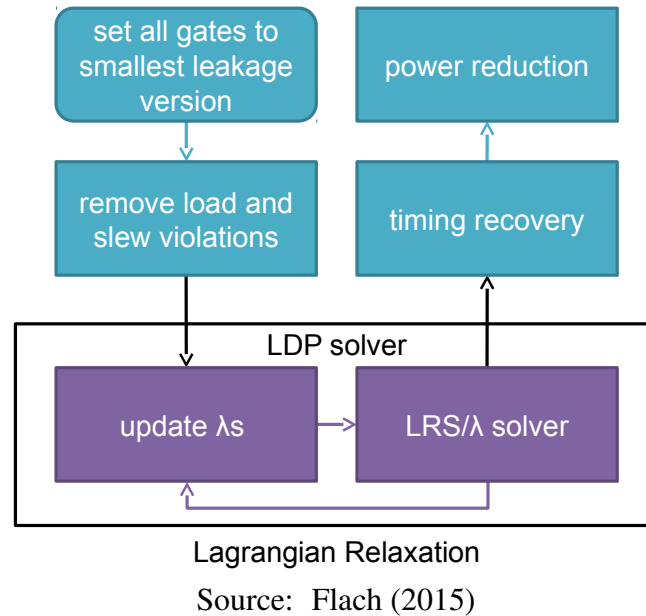 set all gates to
smallest leakage
version
power reduction
remove load and
slew violations
timing recovery
LDP solver
update λs
LRS/λ solver
Lagrangian Relaxation
Source: Flach (2015)